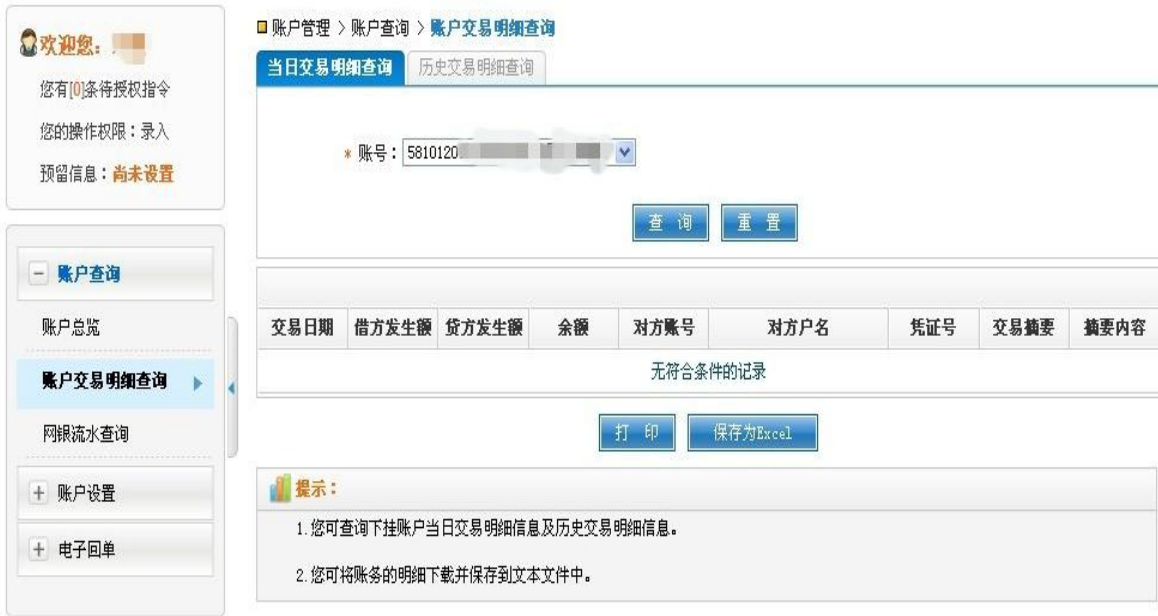 欢迎您:
您有[0]条待授权指令
您的操作权限：录入
预留信息：尚未设置
账户查询
账户总览
账户交易明细查询
网银流水查询
账户设置
电子回单
账户管理 > 账户查询 > 账户交易明细查询
当日交易明细查询 历史交易明细查询
* 账号： 5810120
查 询 重 置
交易日期 借方发生额 贷方发生额 余额 对方账号 对方户名 凭证号 交易摘要 摘要内容
无符合条件的记录
打 印 保存为Excel
提示：
1.您可查询下挂账户当日交易明细信息及历史交易明细信息。
2.您可将账务的明细下载并保存到文本文件中。